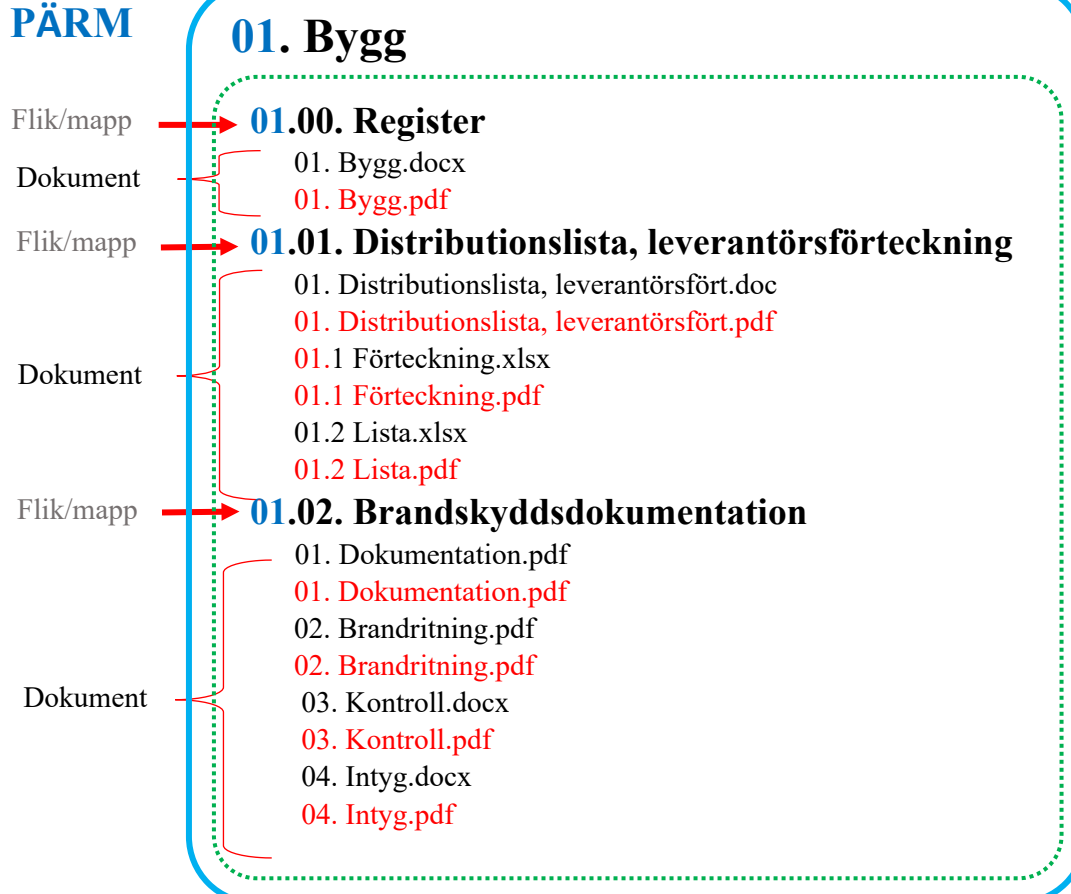 PÄRM
01. Bygg
Flik/mapp
01.00. Register
Dokument
01. Bygg.docx
01. Bygg.pdf
Flik/mapp
01.01. Distributionslista, leverantörsförteckning
Dokument
01. Distributionslista, leverantörsfört.doc
01. Distributionslista, leverantörsfört.pdf
01.1 Förteckning.xlsx
01.1 Förteckning.pdf
01.2 Lista.xlsx
01.2 Lista.pdf
Flik/mapp
01.02. Brandskyddsdokumentation
Dokument
01. Dokumentation.pdf
01. Dokumentation.pdf
02. Brandritning.pdf
02. Brandritning.pdf
03. Kontroll.docx
03. Kontroll.pdf
04. Intyg.docx
04. Intyg.pdf